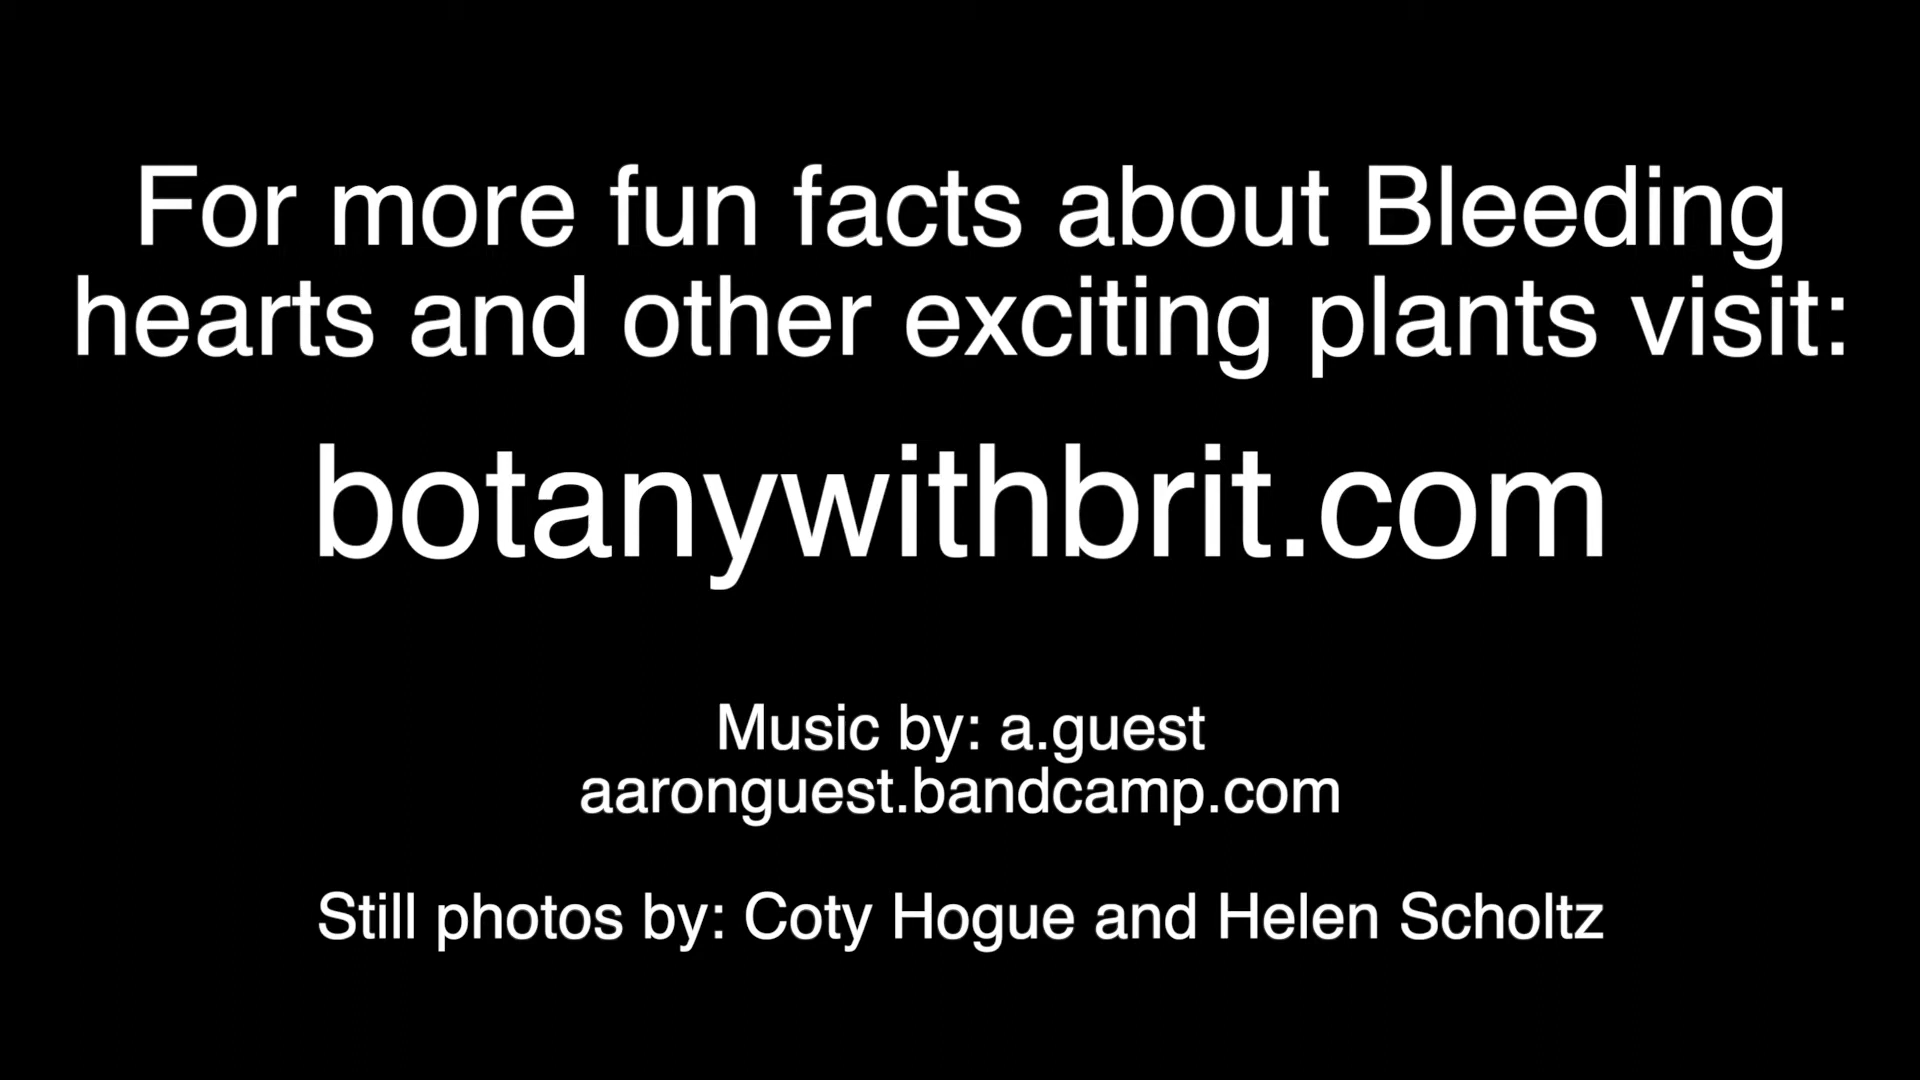 For more fun facts about Bleeding
hearts and other exciting plants visit:
botanywithbrit.com
Music by: a.guest
aaronguest.bandcamp.com
Still photos by: Coty Hogue and Helen Scholtz